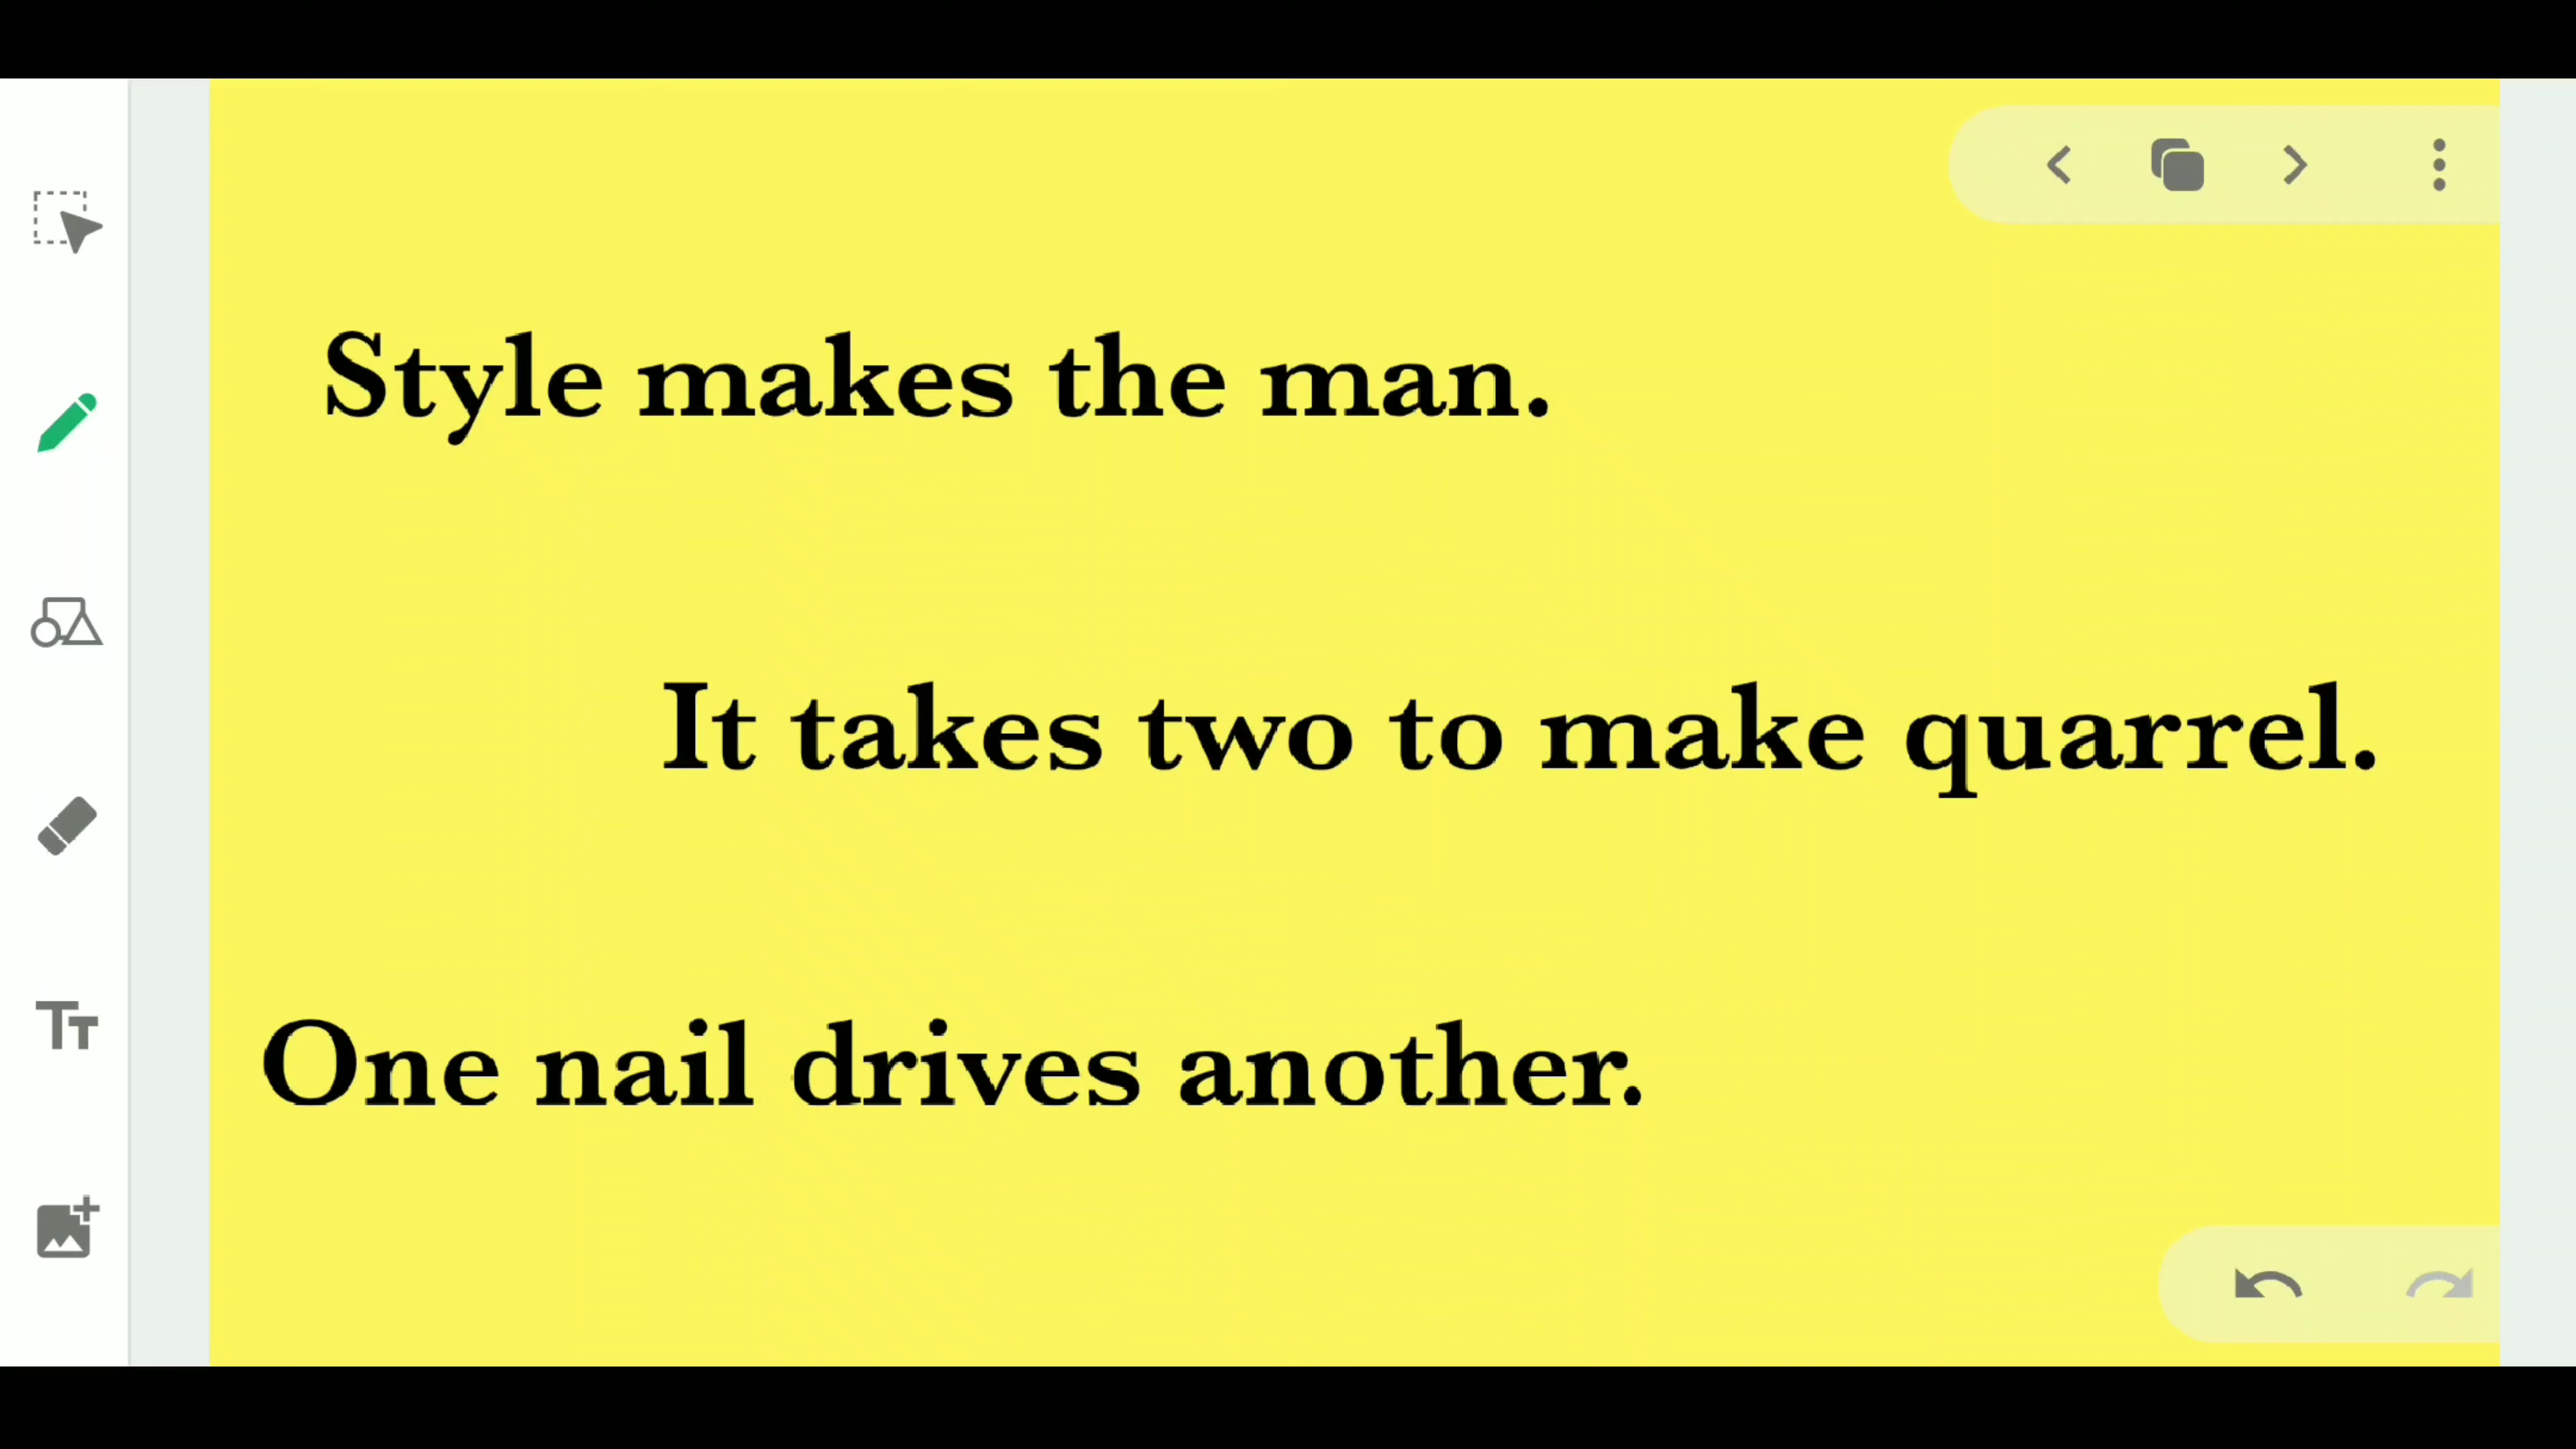 Style makes the man.
It takes two to make quarrel.
One nail drives another.